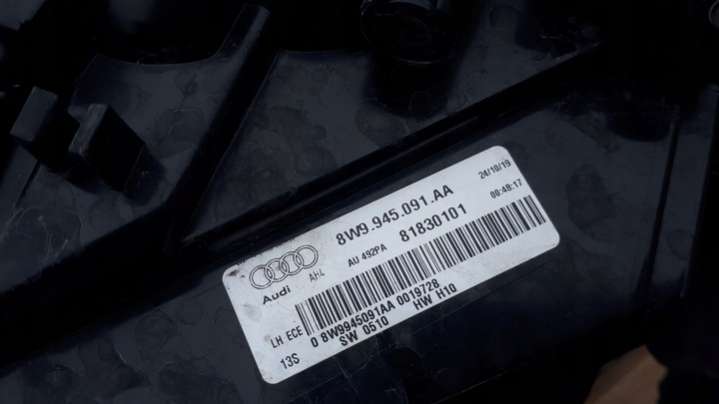 8W9.945.091.AA
24/10/19
AU 492PA
81830101
00:48:17
Audi
AH4
LH ECE
0 8W9945091AA 0019728
13S
SW 0510
HW H10